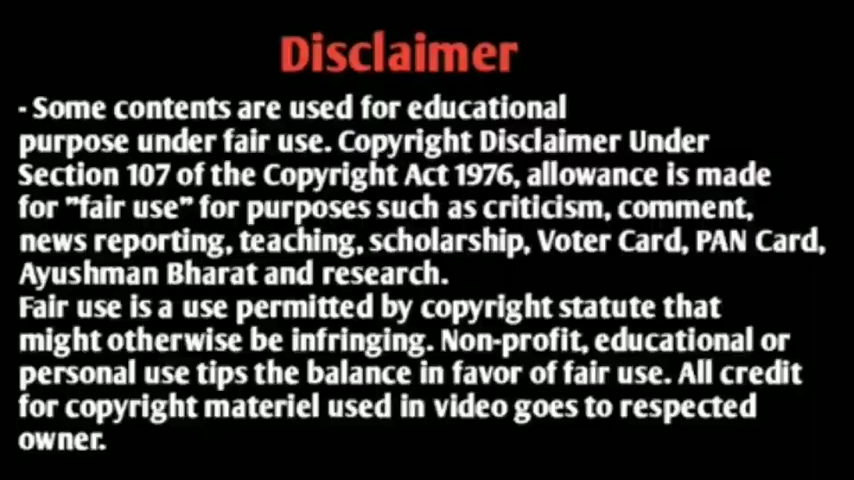 Disclaimer
- Some contents are used for educational
purpose under fair use. Copyright Disclaimer Under
Section 107 of the Copyright Act 1976, allowance is made
for "fair use" for purposes such as criticism, comment,
news reporting, teaching, scholarship, Voter Card, PAN Card,
Ayushman Bharat and research.
Fair use is a use permitted by copyright statute that
might otherwise be infringing. Non-profit, educational or
personal use tips the balance in favor of fair use. All credit
for copyright materiel used in video goes to respected
owner.